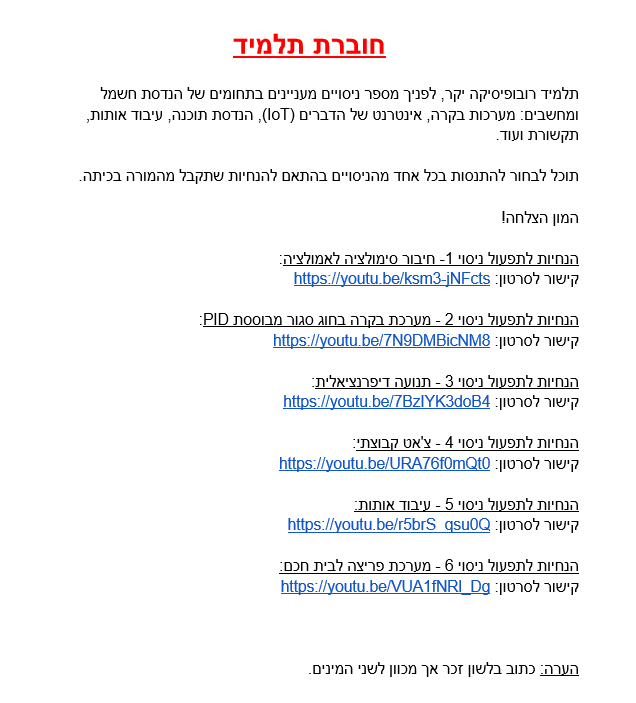 חוברת תלמיד
תלמיד רובופיסיקה יקר, לפניך מספר ניסויים מעניינים בתחומים של הנדסת חשמל
ומחשבים: מערכות בקרה, אינטרנט של הדברים (IoT), הנדסת תוכנה, עיבוד אותות,
תקשורת ועוד.
תוכל לבחור להתנסות בכל אחד מהניסויים בהתאם להנחיות שתקבל מהמורה בכיתה.
המון הצלחה!
הנחיות לתפעול ניסוי 1- חיבור סימולציה לאמולציה:
קישור לסרטון: https://youtu.be/ksm3-jNFcts
הנחיות לתפעול ניסוי 2 - מערכת בקרה בחוג סגור מבוססת PID:
קישור לסרטון: https://youtu.be/7N9DMBicNM8
הנחיות לתפעול ניסוי 3 - תנועה דיפרנציאלית:
קישור לסרטון: https://youtu.be/7BzIYK3doB4
הנחיות לתפעול ניסוי 4 - צ'אט קבוצתי:
קישור לסרטון: https://youtu.be/URA76f0mQt0
הנחיות לתפעול ניסוי 5 - עיבוד אותות:
קישור לסרטון: https://youtu.be/r5brS_qsu0Q
הנחיות לתפעול ניסוי 6 - מערכת פריצה לבית חכם:
קישור לסרטון: https://youtu.be/VUA1fNRl_Dg
הערה: כתוב בלשון זכר אך מכוון לשני המינים.